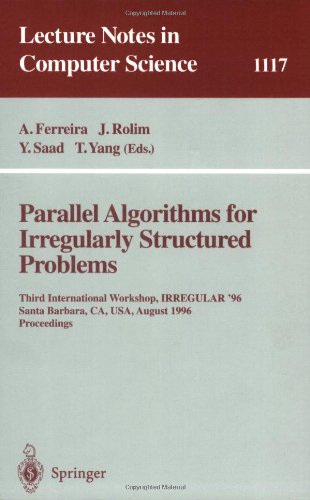 Lecture Notes in
Computer Science 1117
A. Ferreira J. Rolim
Y. Saad T. Yang (Eds.)
Parallel Algorithms for
Irregularly Structured
Problems
Third International Workshop, IRREGULAR '96
Santa Barbara, CA, USA, August 1996
Proceedings
Springer